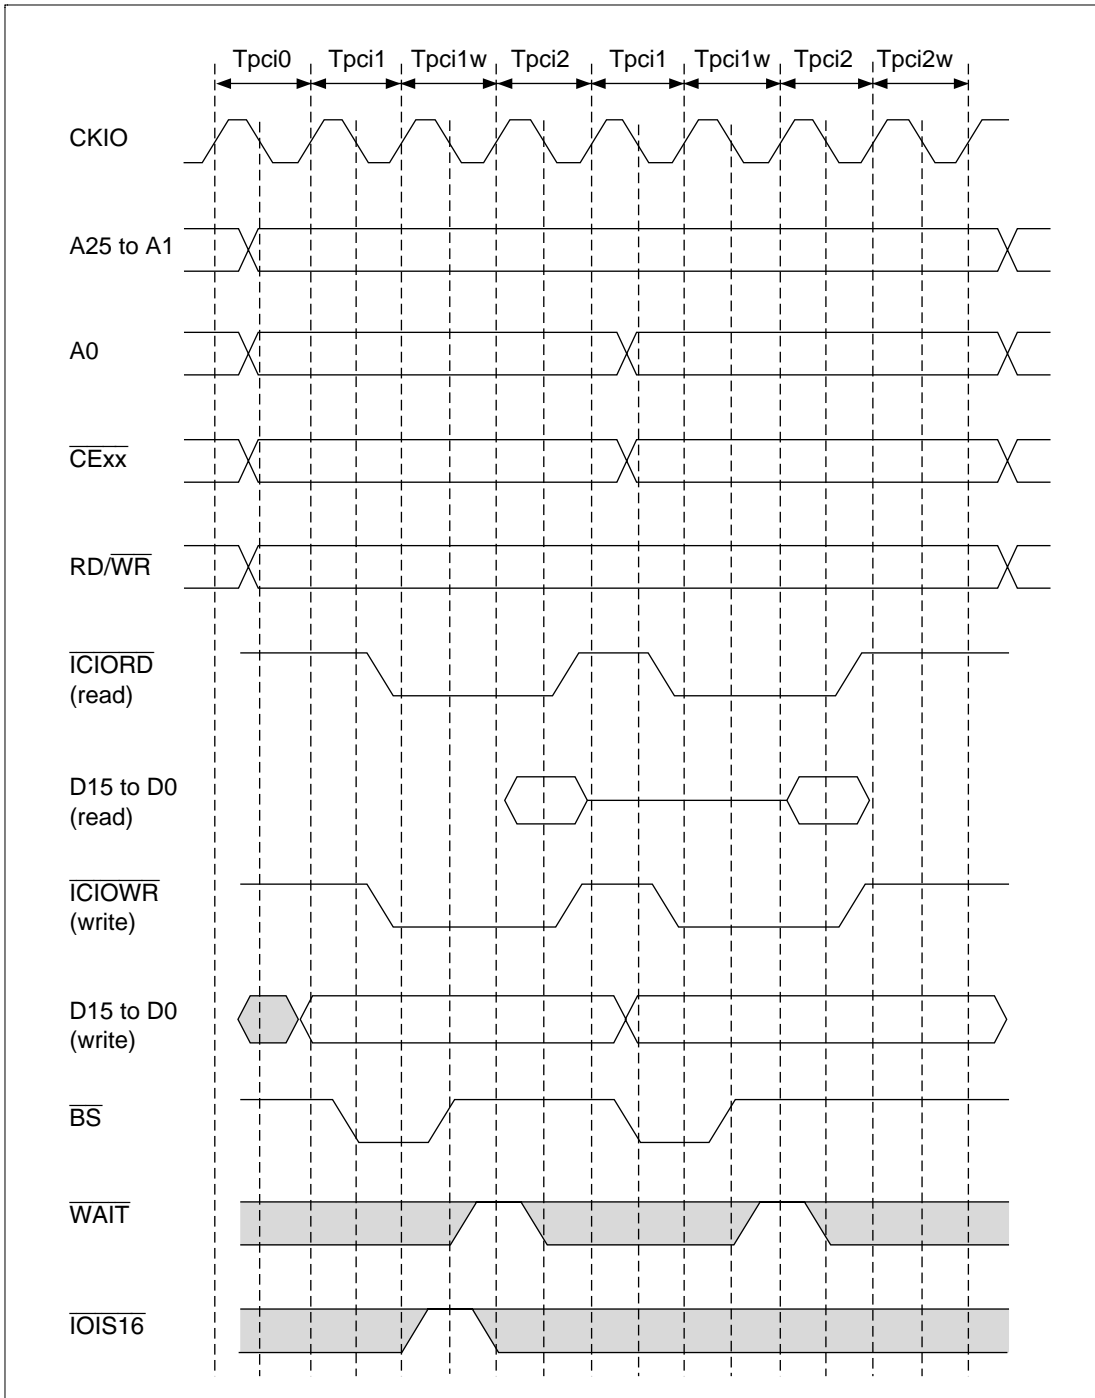 Tpci0 Tpci1 Tpci1w Tpci2 Tpci1 Tpci1w Tpci2 Tpci2w
CKIO
A25 to A1
A0
CExx
RD/WR
ICIORD
(read)
D15 to D0
(read)
ICIOWR
(write)
D15 to D0
(write)
BS
WAIT
IOIS16